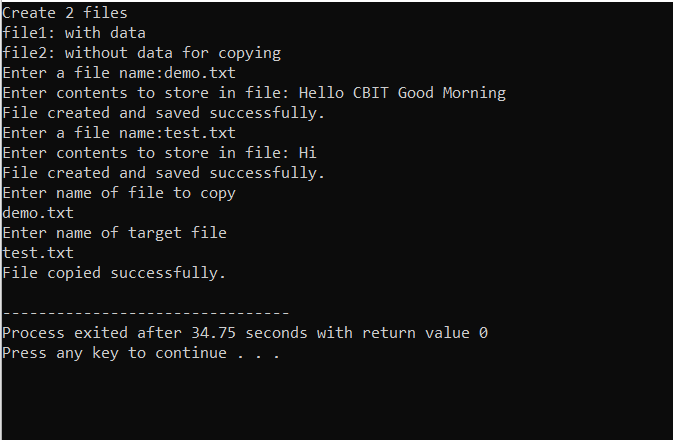 Create 2 files
file1: with data
file2: without data for copying
Enter a file name:demo.txt
Enter contents to store in file: Hello CBIT Good Morning
File created and saved successfully.
Enter a file name:test.txt
Enter contents to store in file: Hi
File created and saved successfully.
Enter name of file to copy
demo.txt
Enter name of target file
test.txt
File copied successfully.
--------------------------------
Process exited after 34.75 seconds with return value 0
Press any key to continue . . .